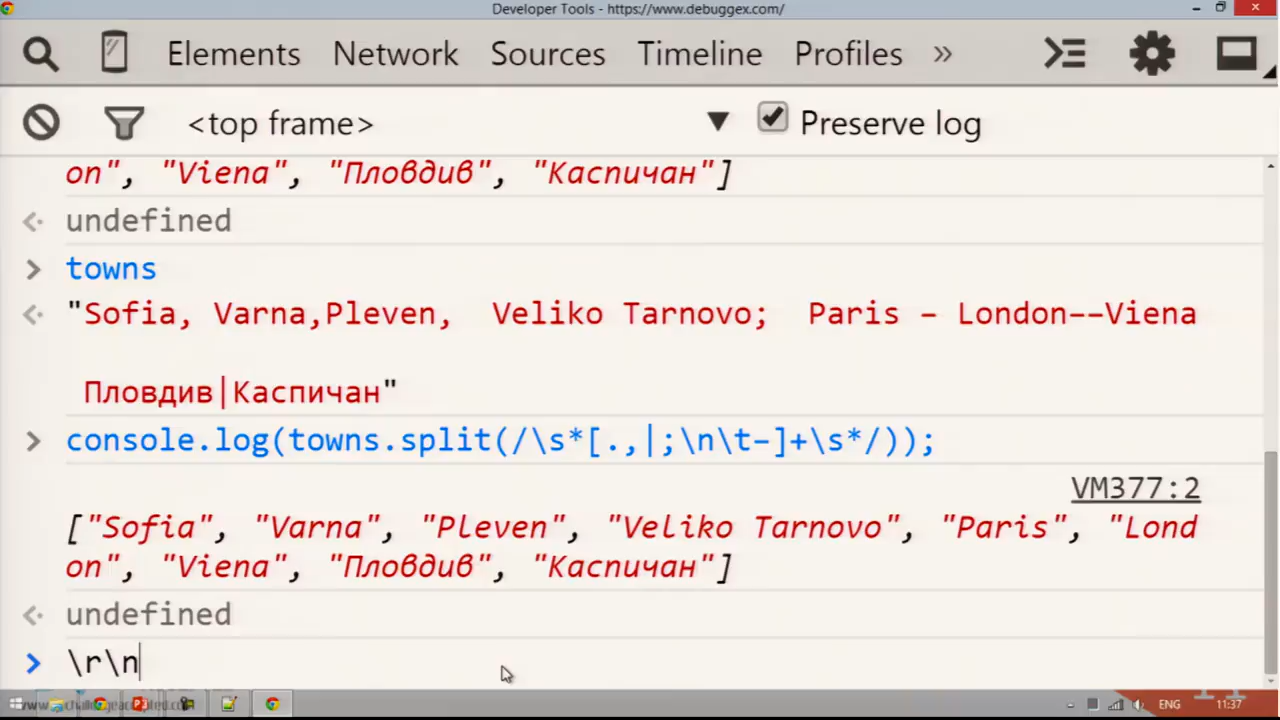 Developer Tools - https://www.debuggex.com/
Elements Network Sources Timeline Profiles »
<top frame> ▼ Preserve log
on", "Viena", "Пловдив", "Каспичан"]
undefined
towns
"Sofia, Varna,Pleven,  Veliko Tarnovo;  Paris – London––Viena
Пловдив|Каспичан"
console.log(towns.split(/\s*[.,|;\n\t–]+\s*/));
VM377:2
["Sofia", "Varna", "Pleven", "Veliko Tarnovo", "Paris", "Lond
on", "Viena", "Пловдив", "Каспичан"]
undefined
\r\n
ENG 11:37